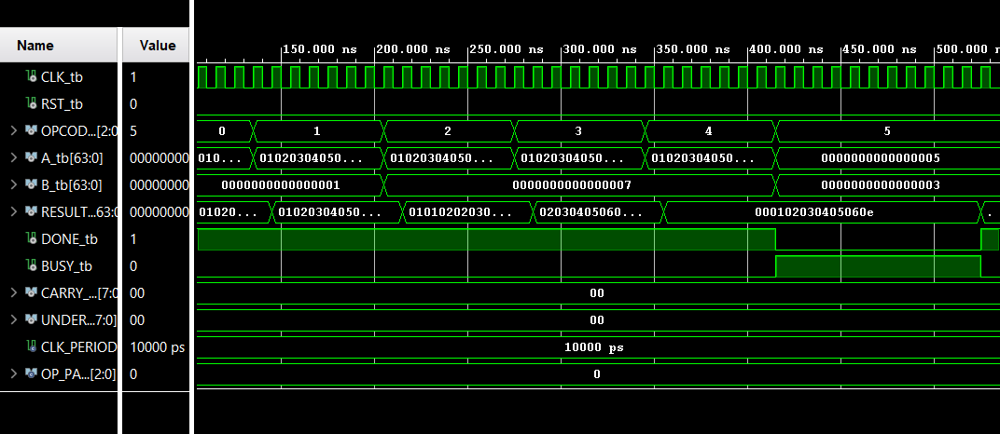 Name Value
150.000 ns 200.000 ns 250.000 ns 300.000 ns 350.000 ns 400.000 ns 450.000 ns 500.000 ns
CLK_tb 1
RST_tb 0
OPCOD...[2:0 5 0 1 2 3 4 5
A_tb[63:0] 00000000 010... 01020304050... 01020304050... 01020304050... 01020304050... 0000000000000005
B_tb[63:0] 00000000 0000000000000001 0000000000000007 0000000000000003
RESULT...63:0 00000000 01020... 01020304050... 01010202030... 02030405060... 000102030405060e .
DONE_tb 1
BUSY_tb 0
CARRY_...[7:0 00 00
UNDER...7:0] 00 00
CLK_PERIOD 10000 ps 10000 ps
OP_PA...[2:0] 0 0